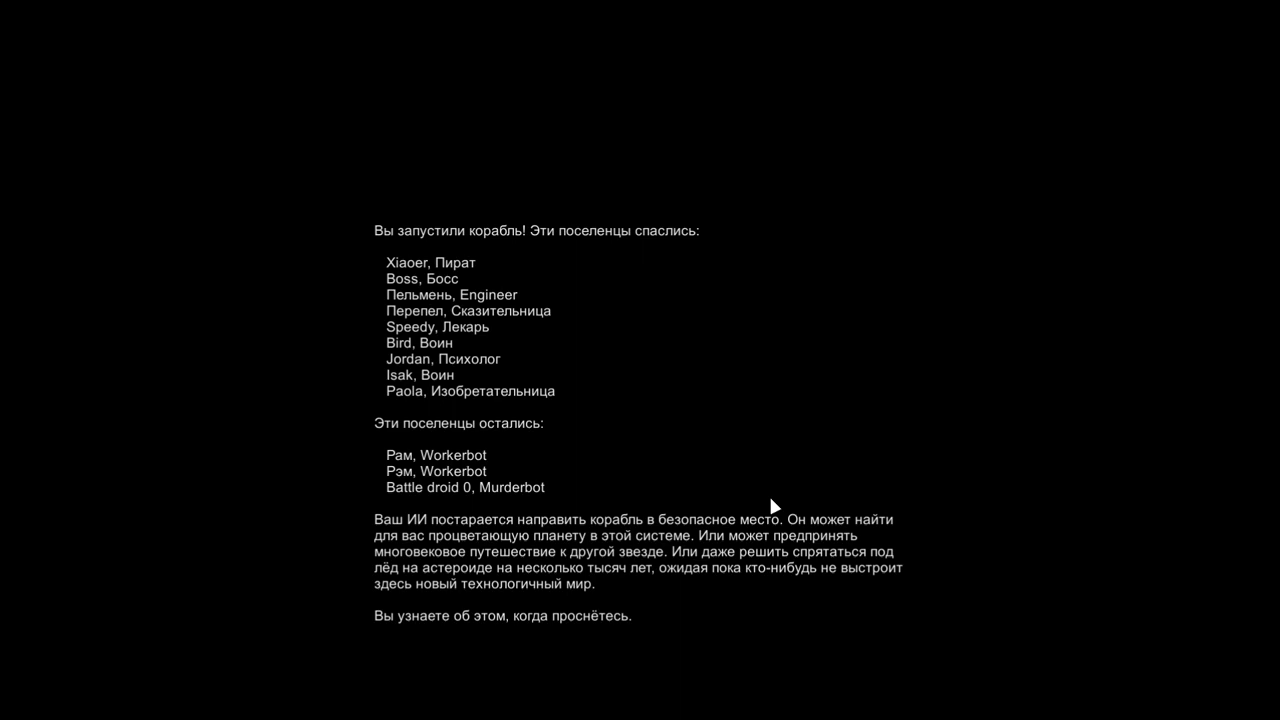 Вы запустили корабль! Эти поселенцы спаслись:
Xiaoer, Пират
Boss, Босс
Пельмень, Engineer
Перепел, Сказительница
Speedy, Лекарь
Bird, Воин
Jordan, Психолог
Isak, Воин
Paola, Изобретательница
Эти поселенцы остались:
Рам, Workerbot
Рэм, Workerbot
Battle droid 0, Murderbot
Ваш ИИ постарается направить корабль в безопасное место. Он может найти
для вас процветающую планету в этой системе. Или может предпринять
многовековое путешествие к другой звезде. Или даже решить спрятаться под
лёд на астероиде на несколько тысяч лет, ожидая пока кто-нибудь не выстроит
здесь новый технологичный мир.
Вы узнаете об этом, когда проснётесь.